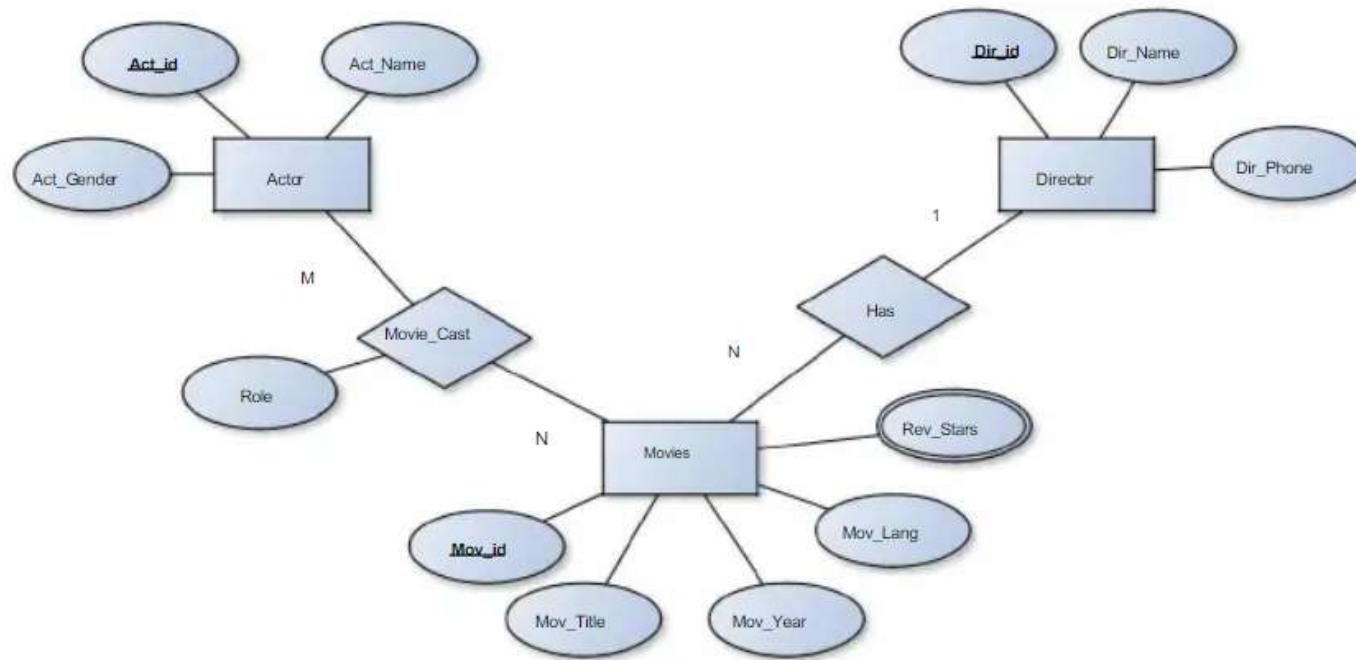 Act_id
Act_Name
Act_Gender
Actor
Dir_id
Dir_Name
Dir_Phone
Director
1
M
Has
Movie_Cast
N
Role
Rev_Stars
N
Movies
Mov_Lang
Mov_id
Mov_Title
Mov_Year